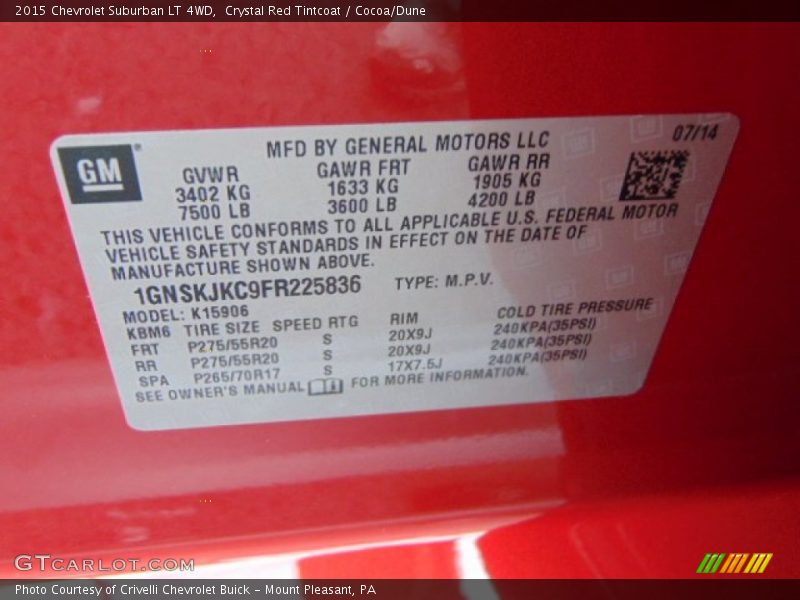 2015 Chevrolet Suburban LT 4WD,  Crystal Red Tintcoat / Cocoa/Dune
GM
MFD BY GENERAL MOTORS LLC 07/14
GVWR GAWR FRT GAWR RR
3402 KG 1633 KG 1905 KG
7500 LB 3600 LB 4200 LB
THIS VEHICLE CONFORMS TO ALL APPLICABLE U.S. FEDERAL MOTOR
VEHICLE SAFETY STANDARDS IN EFFECT ON THE DATE OF
MANUFACTURE SHOWN ABOVE.
1GNSKJKC9FR225836 TYPE: M.P.V.
MODEL: K15906
KBM6 TIRE SIZE SPEED RTG RIM COLD TIRE PRESSURE
FRT P275/55R20 S 20X9J 240KPA(35PSI)
RR P275/55R20 S 20X9J 240KPA(35PSI)
SPA P265/70R17 S 17X7.5J 240KPA(35PSI)
SEE OWNER'S MANUAL FOR MORE INFORMATION.
GTCARLOT.COM
Photo Courtesy of Crivelli Chevrolet Buick - Mount Pleasant, PA